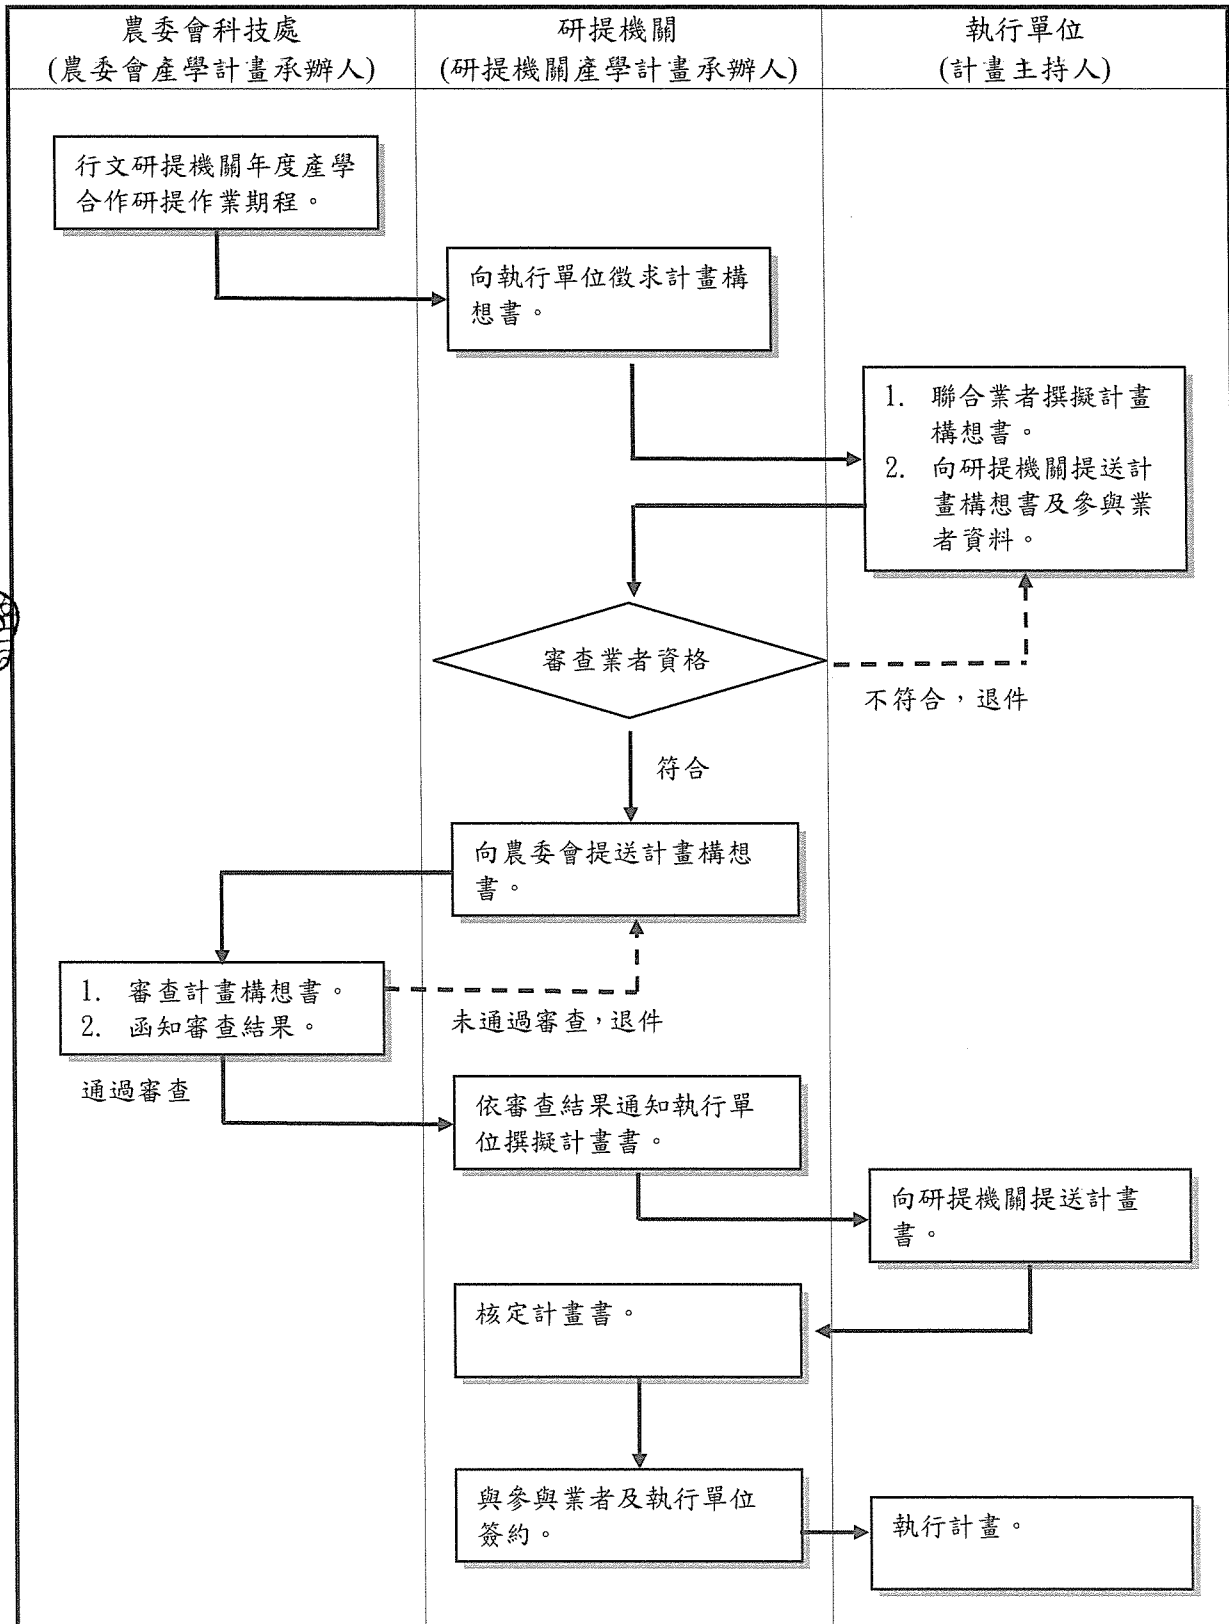 農委會科技處
(農委會產學計畫承辦人)
研提機關
(研提機關產學計畫承辦人)
執行單位
(計畫主持人)
行文研提機關年度產學
合作研提作業期程。
向執行單位徵求計畫構
想書。
1. 聯合業者撰擬計畫
構想書。
2. 向研提機關提送計
畫構想書及參與業
者資料。
審查業者資格
不符合，退件
符合
向農委會提送計畫構想
書。
1. 審查計畫構想書。
2. 函知審查結果。
未通過審查，退件
通過審查
依審查結果通知執行單
位撰擬計畫書。
向研提機關提送計畫
書。
核定計畫書。
與參與業者及執行單位
簽約。
執行計畫。